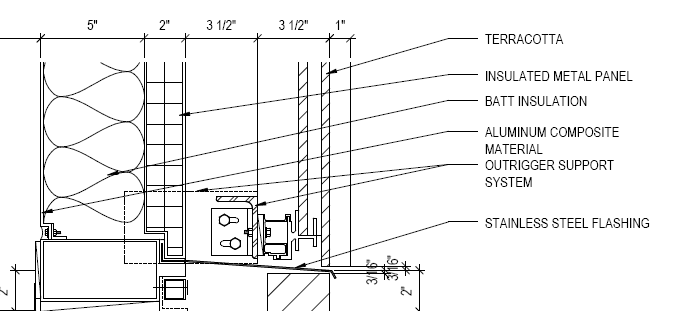 5" 2" 3 1/2" 3 1/2" 1"
TERRACOTTA
INSULATED METAL PANEL
BATT INSULATION
ALUMINUM COMPOSITE
MATERIAL
OUTRIGGER SUPPORT
SYSTEM
STAINLESS STEEL FLASHING
3/16"
3/16"
2"
2"